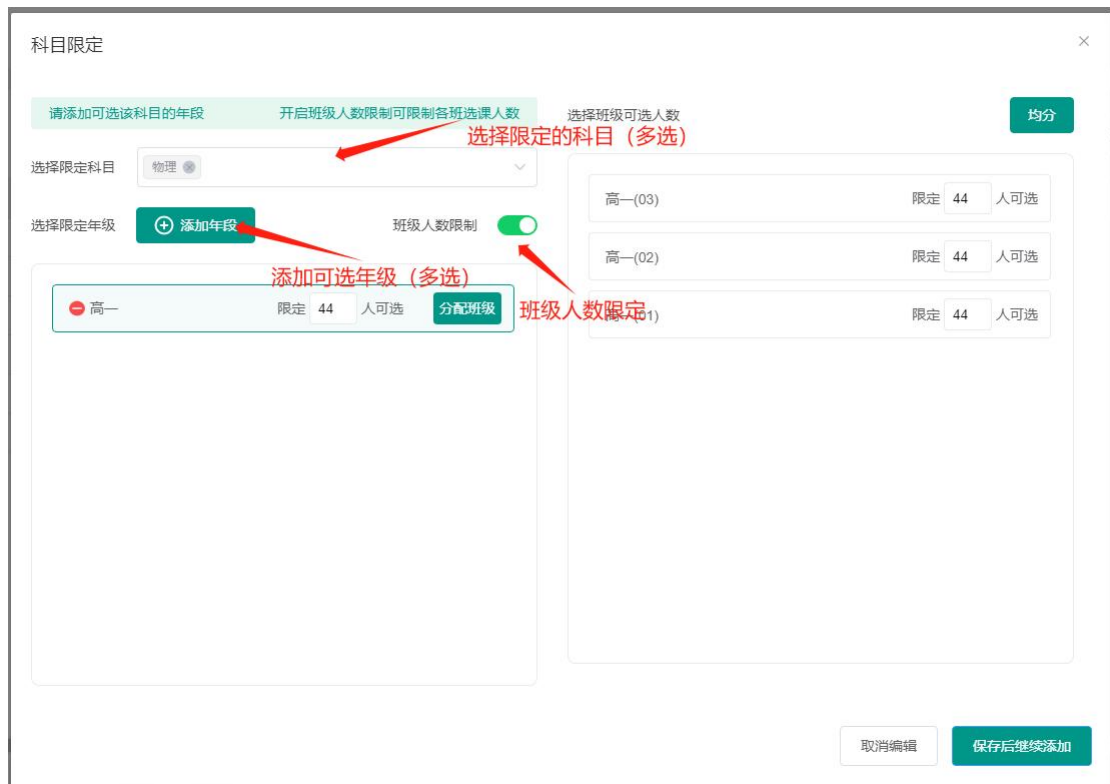 科目限定
请添加可选该科目的年段 开启班级人数限制可限制各班选课人数
选择班级可选人数 均分
选择限定的科目（多选）
选择限定科目 物理
高一(03) 限定 44 人可选
选择限定年级 添加年段 班级人数限制
高一(02) 限定 44 人可选
添加可选年级（多选）
高一 限定 44 人可选 分配班级
班级人数限定
高一(01) 限定 44 人可选
取消编辑 保存后继续添加